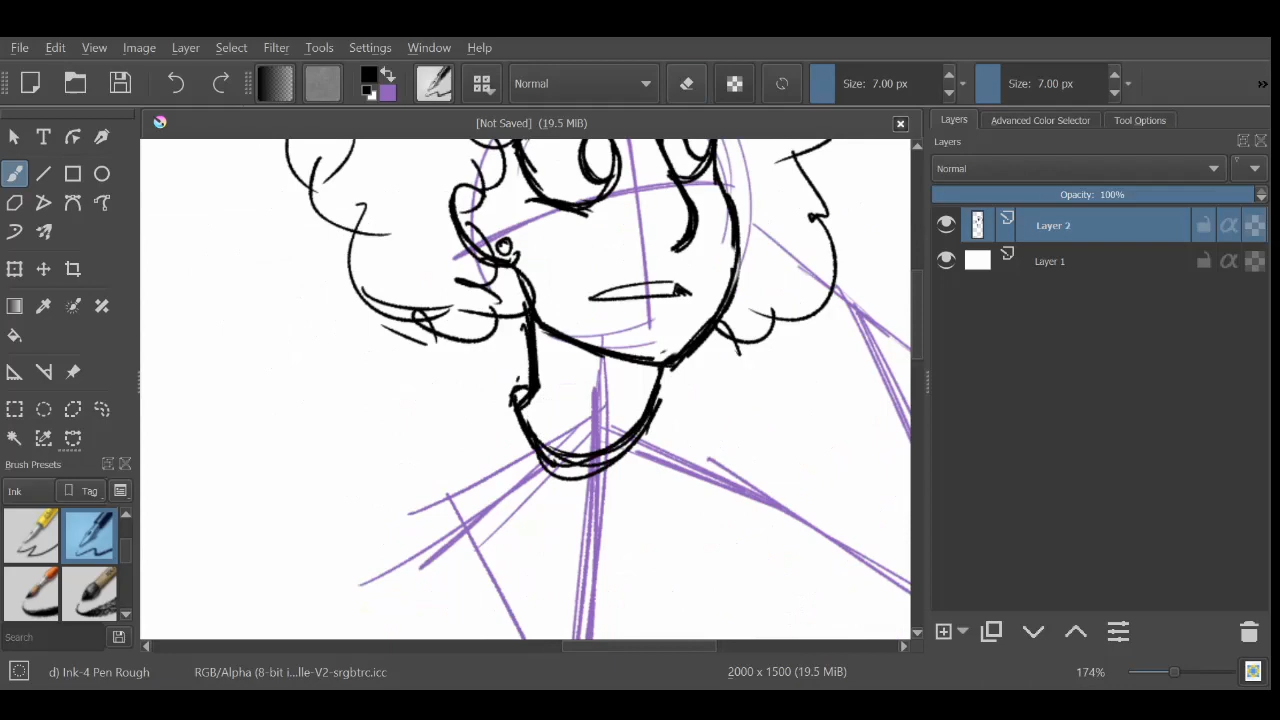 File Edit View Image Layer Select Filter Tools Settings Window Help
Normal Size: 7.00 px Size: 7.00 px »
[Not Saved] (19.5 MiB)
Layers Advanced Color Selector Tool Options
Layers
Normal
Opacity: 100%
Layer 2
Layer 1
Brush Presets
Ink Tag
Search
d) Ink-4 Pen Rough RGB/Alpha (8-bit i...lle-V2-srgbtrc.icc 2000 x 1500 (19.5 MiB) 174%